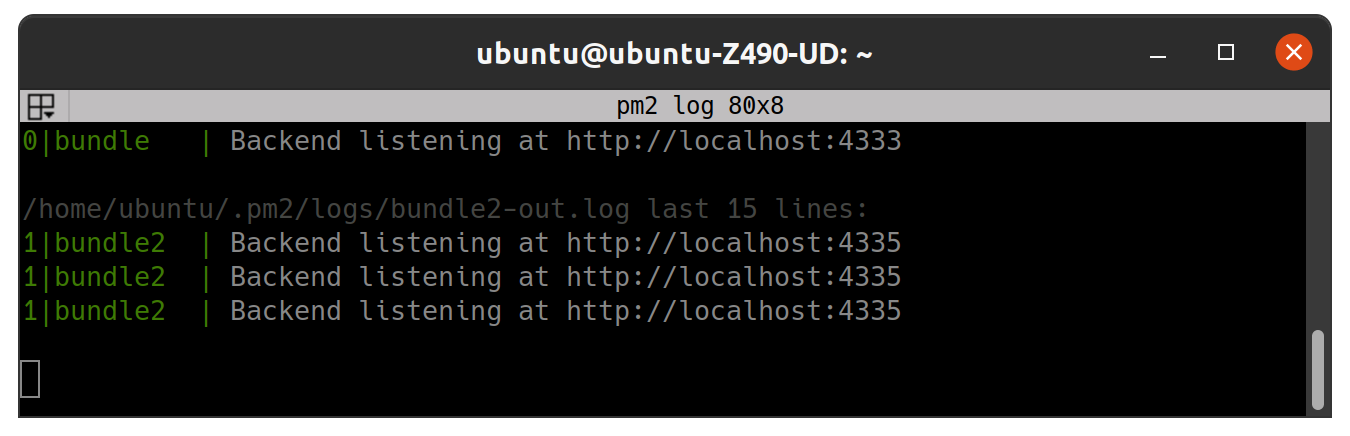 ubuntu@ubuntu-Z490-UD: ~
pm2 log 80x8
0|bundle   | Backend listening at http://localhost:4333
/home/ubuntu/.pm2/logs/bundle2-out.log last 15 lines:
1|bundle2  | Backend listening at http://localhost:4335
1|bundle2  | Backend listening at http://localhost:4335
1|bundle2  | Backend listening at http://localhost:4335